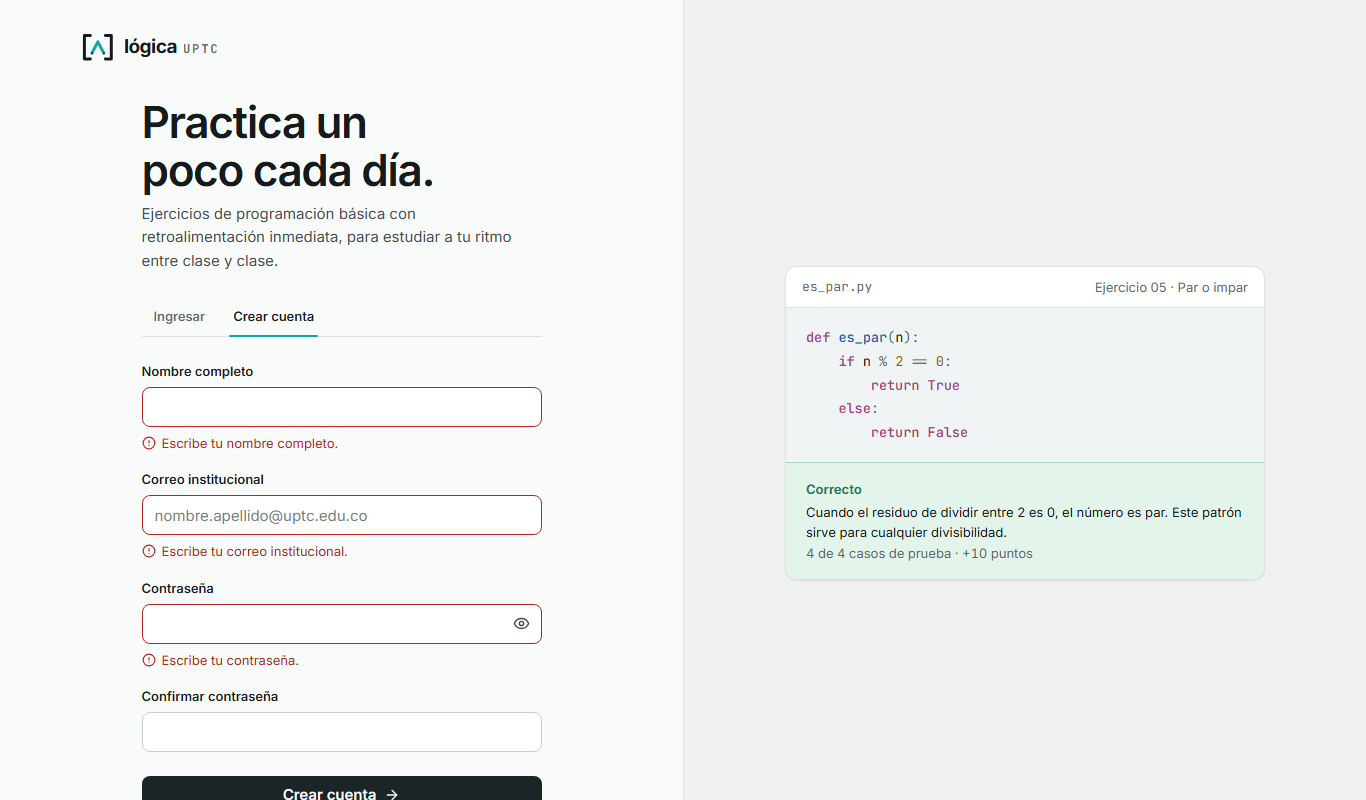 lógica UPTC
Practica un
poco cada día.
Ejercicios de programación básica con
retroalimentación inmediata, para estudiar a tu ritmo
entre clase y clase.
Ingresar Crear cuenta
Nombre completo
Escribe tu nombre completo.
Correo institucional
nombre.apellido@uptc.edu.co
Escribe tu correo institucional.
Contraseña
Escribe tu contraseña.
Confirmar contraseña
Crear cuenta →
es_par.py Ejercicio 05 · Par o impar
def es_par(n):
    if n % 2 == 0:
        return True
    else:
        return False
Correcto
Cuando el residuo de dividir entre 2 es 0, el número es par. Este patrón
sirve para cualquier divisibilidad.
4 de 4 casos de prueba · +10 puntos